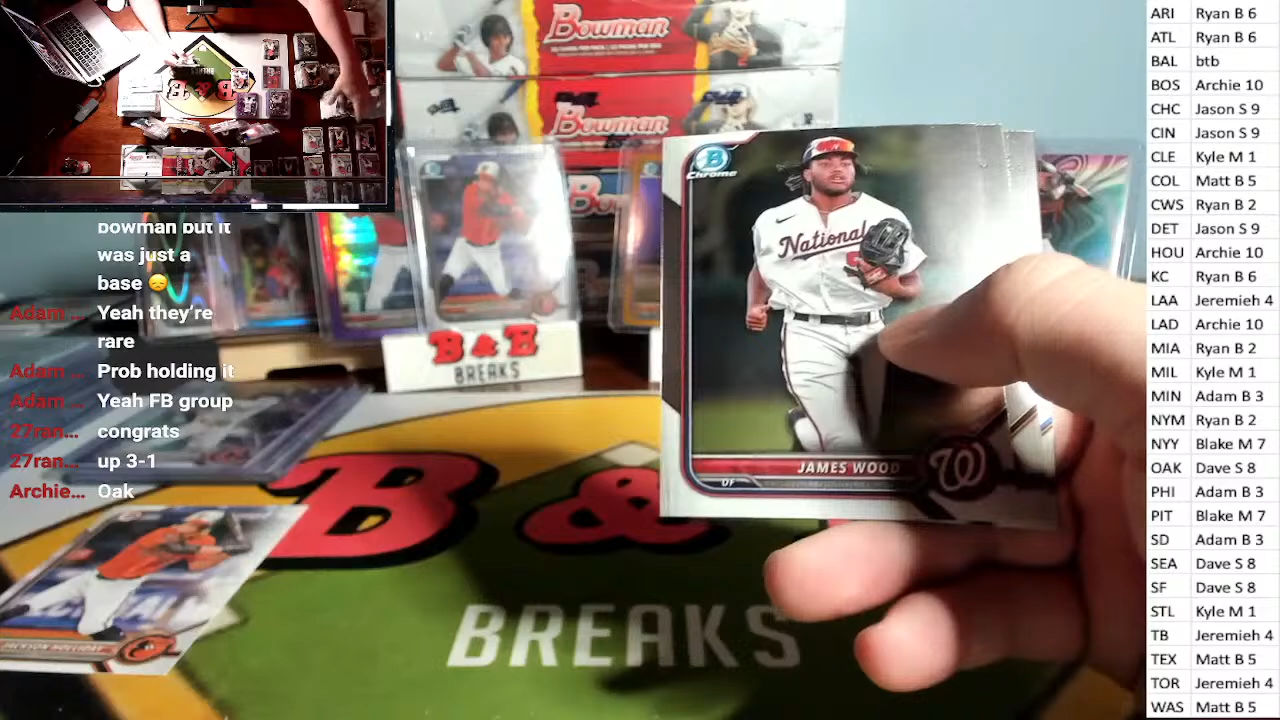 Bowman
Bowman
Chrome
Nationals
JAMES WOOD
OF
W
B & B
BREAKS
B & B
BREAKS
JACKSON HOLLIDAY
bowman but it
was just a
base 😞
Adam ... Yeah they're
rare
Adam ... Prob holding it
Adam ... Yeah FB group
27ran... congrats
27ran... up 3-1
Archie... Oak
ARI Ryan B 6
ATL Ryan B 6
BAL btb
BOS Archie 10
CHC Jason S 9
CIN Jason S 9
CLE Kyle M 1
COL Matt B 5
CWS Ryan B 2
DET Jason S 9
HOU Archie 10
KC Ryan B 6
LAA Jeremieh 4
LAD Archie 10
MIA Ryan B 2
MIL Kyle M 1
MIN Adam B 3
NYM Ryan B 2
NYY Blake M 7
OAK Dave S 8
PHI Adam B 3
PIT Blake M 7
SD Adam B 3
SEA Dave S 8
SF Dave S 8
STL Kyle M 1
TB Jeremieh 4
TEX Matt B 5
TOR Jeremieh 4
WAS Matt B 5